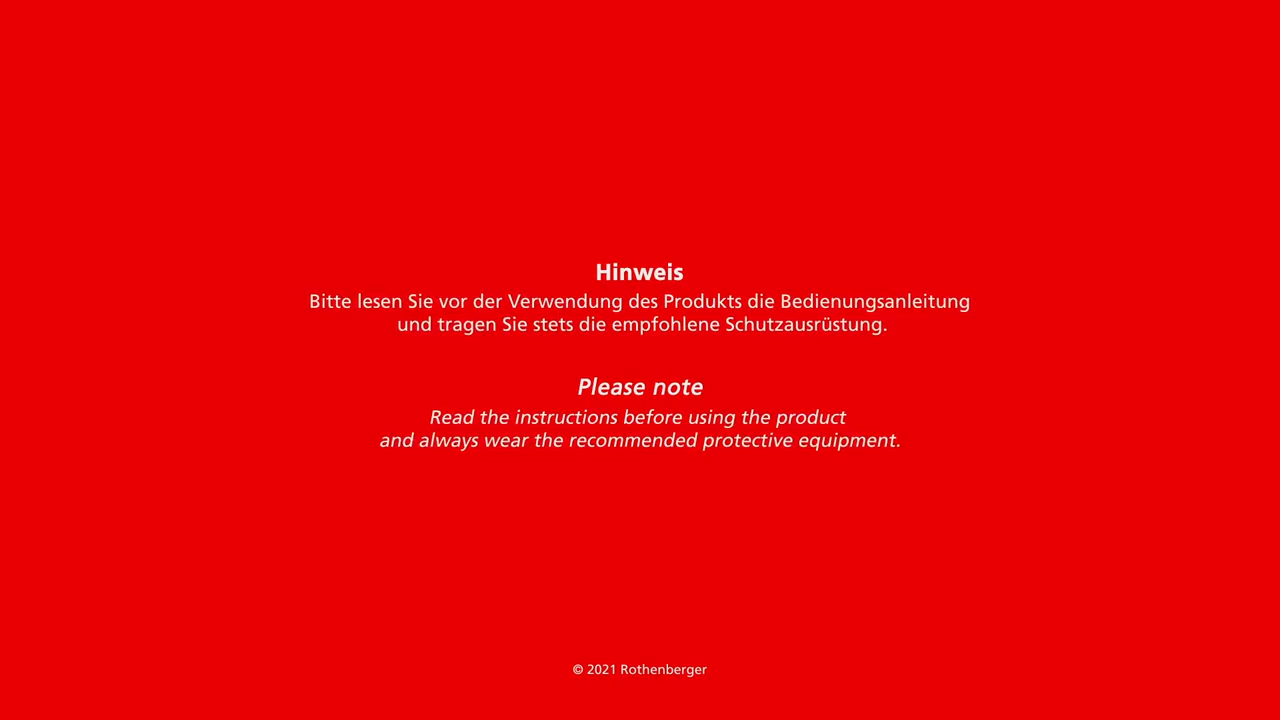 Hinweis
Bitte lesen Sie vor der Verwendung des Produkts die Bedienungsanleitung
und tragen Sie stets die empfohlene Schutzausrüstung.
Please note
Read the instructions before using the product
and always wear the recommended protective equipment.
© 2021 Rothenberger